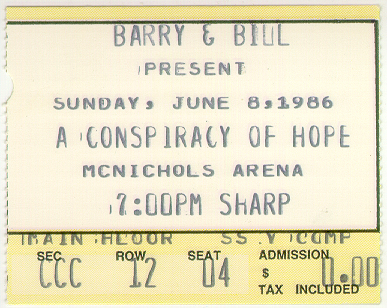 BARRY & BILL
PRESENT
SUNDAY, JUNE 8, 1986
A CONSPIRACY OF HOPE
MCNICHOLS ARENA
7:00PM SHARP
MAIN FLOOR COMP
SEC ROW SEAT ADMISSION
CCC 12 04 $ 0.00
TAX INCLUDED